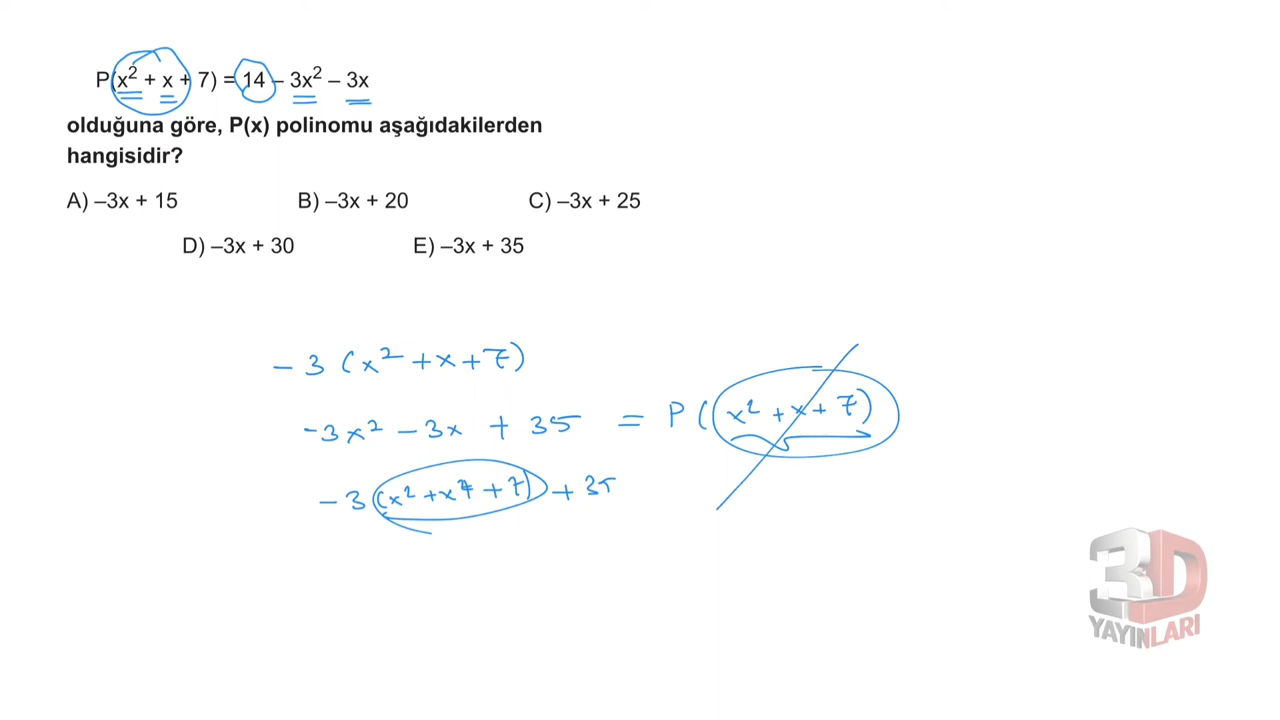 P(x² + x + 7) = 14 – 3x² – 3x
olduğuna göre, P(x) polinomu aşağıdakilerden
hangisidir?
A) –3x + 15 B) –3x + 20 C) –3x + 25
D) –3x + 30 E) –3x + 35
-3 (x² + x + 7)
-3x² - 3x + 35 = P(x² + x + 7)
-3 (x² + x + 7) + 35
3D
YAYINLARI